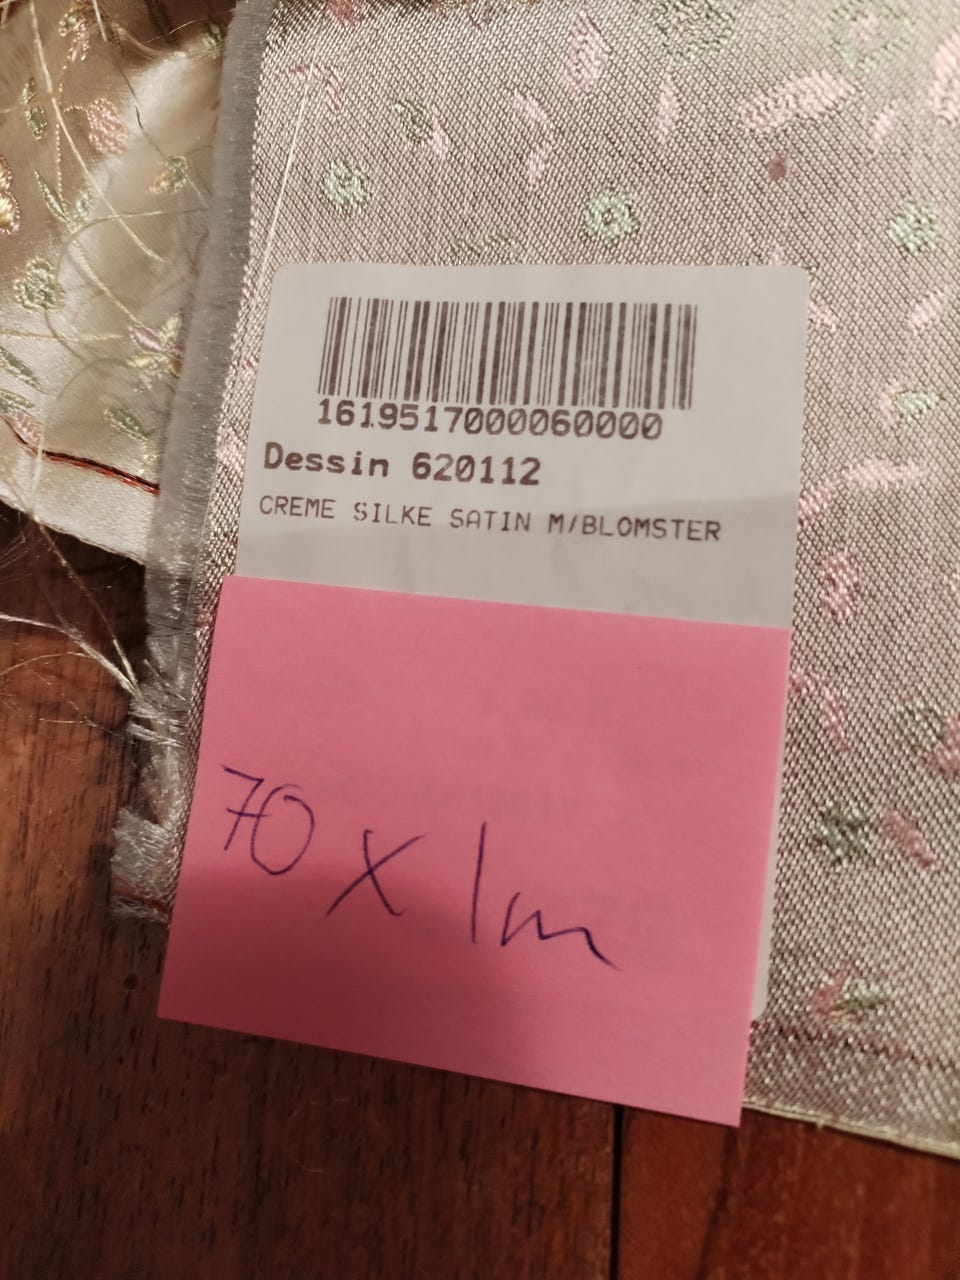 1619517000060000
Dessin 620112
CREME SILKE SATIN M/BLOMSTER
70 x 1m